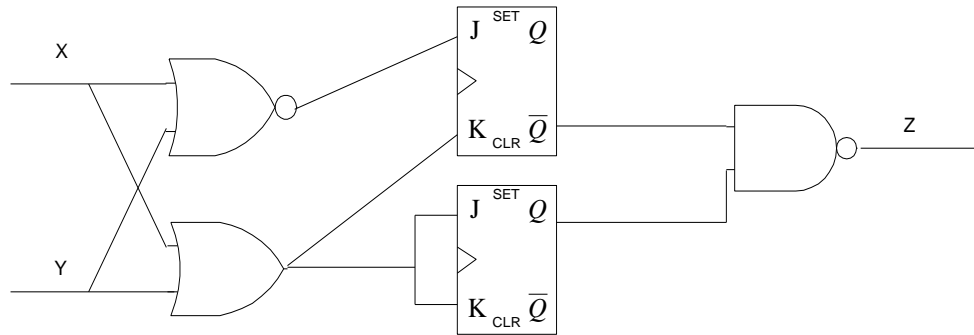 X
J SET Q
K CLR Q̅
Z
J SET Q
Y
K CLR Q̅